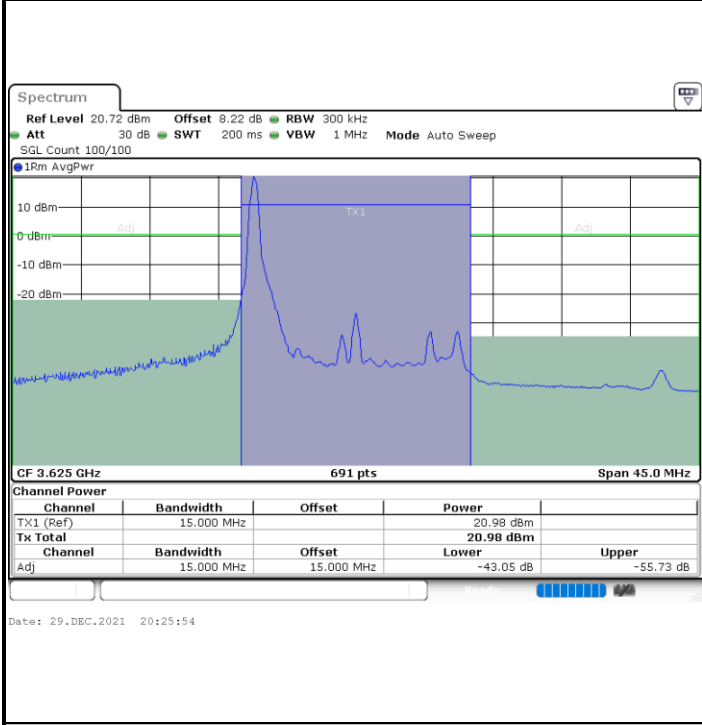 Spectrum
Ref Level 20.72 dBm Offset 8.22 dB RBW 300 kHz
Att 30 dB SWT 200 ms VBW 1 MHz Mode Auto Sweep
SGL Count 100/100
1Rm AvgPwr
10 dBm
TX1
Adj
Adj
0 dBm
-10 dBm
-20 dBm
CF 3.625 GHz 691 pts Span 45.0 MHz
Channel Power
Channel Bandwidth Offset Power
TX1 (Ref) 15.000 MHz 20.98 dBm
Tx Total 20.98 dBm
Channel Bandwidth Offset Lower Upper
Adj 15.000 MHz 15.000 MHz -43.05 dB -55.73 dB
Ready
Date: 29.DEC.2021 20:25:54